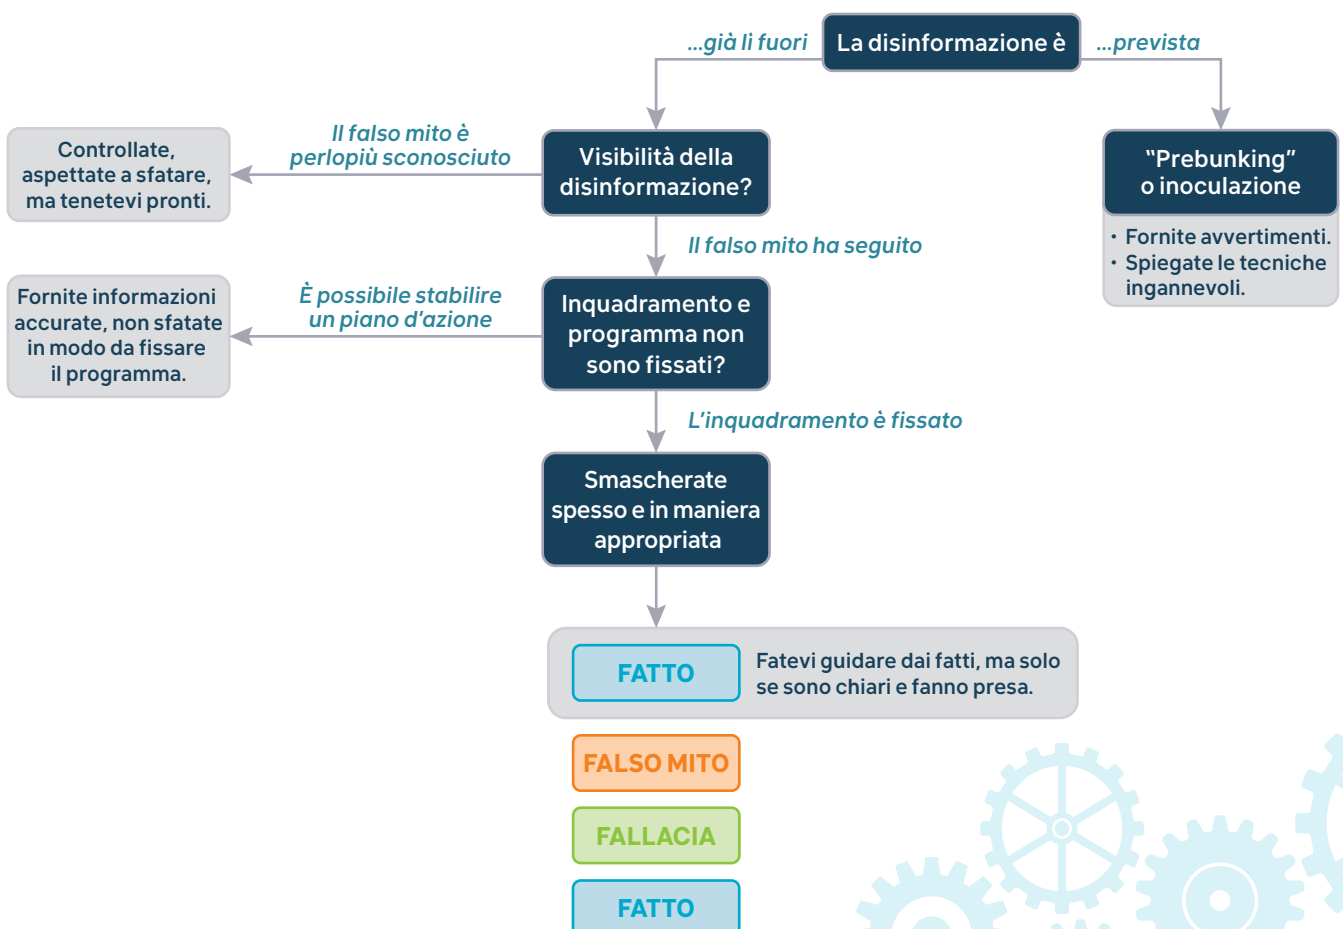 ...già lì fuori
La disinformazione è
...prevista
Il falso mito è
perlopiù sconosciuto
Controllate,
aspettate a sfatare,
ma tenetevi pronti.
Visibilità della
disinformazione?
"Prebunking"
o inoculazione
· Fornite avvertimenti.
· Spiegate le tecniche
ingannevoli.
Il falso mito ha seguito
Fornite informazioni
accurate, non sfatate
in modo da fissare
il programma.
È possibile stabilire
un piano d'azione
Inquadramento e
programma non
sono fissati?
L'inquadramento è fissato
Smascherate
spesso e in maniera
appropriata
FATTO
Fatevi guidare dai fatti, ma solo
se sono chiari e fanno presa.
FALSO MITO
FALLACIA
FATTO